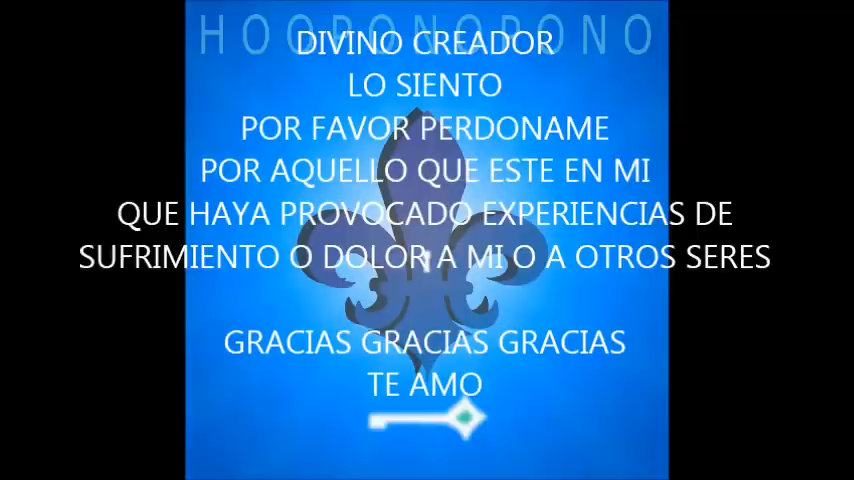 HOOPONOPONO
DIVINO CREADOR
LO SIENTO
POR FAVOR PERDONAME
POR AQUELLO QUE ESTE EN MI
QUE HAYA PROVOCADO EXPERIENCIAS DE
SUFRIMIENTO O DOLOR A MI O A OTROS SERES
GRACIAS GRACIAS GRACIAS
TE AMO